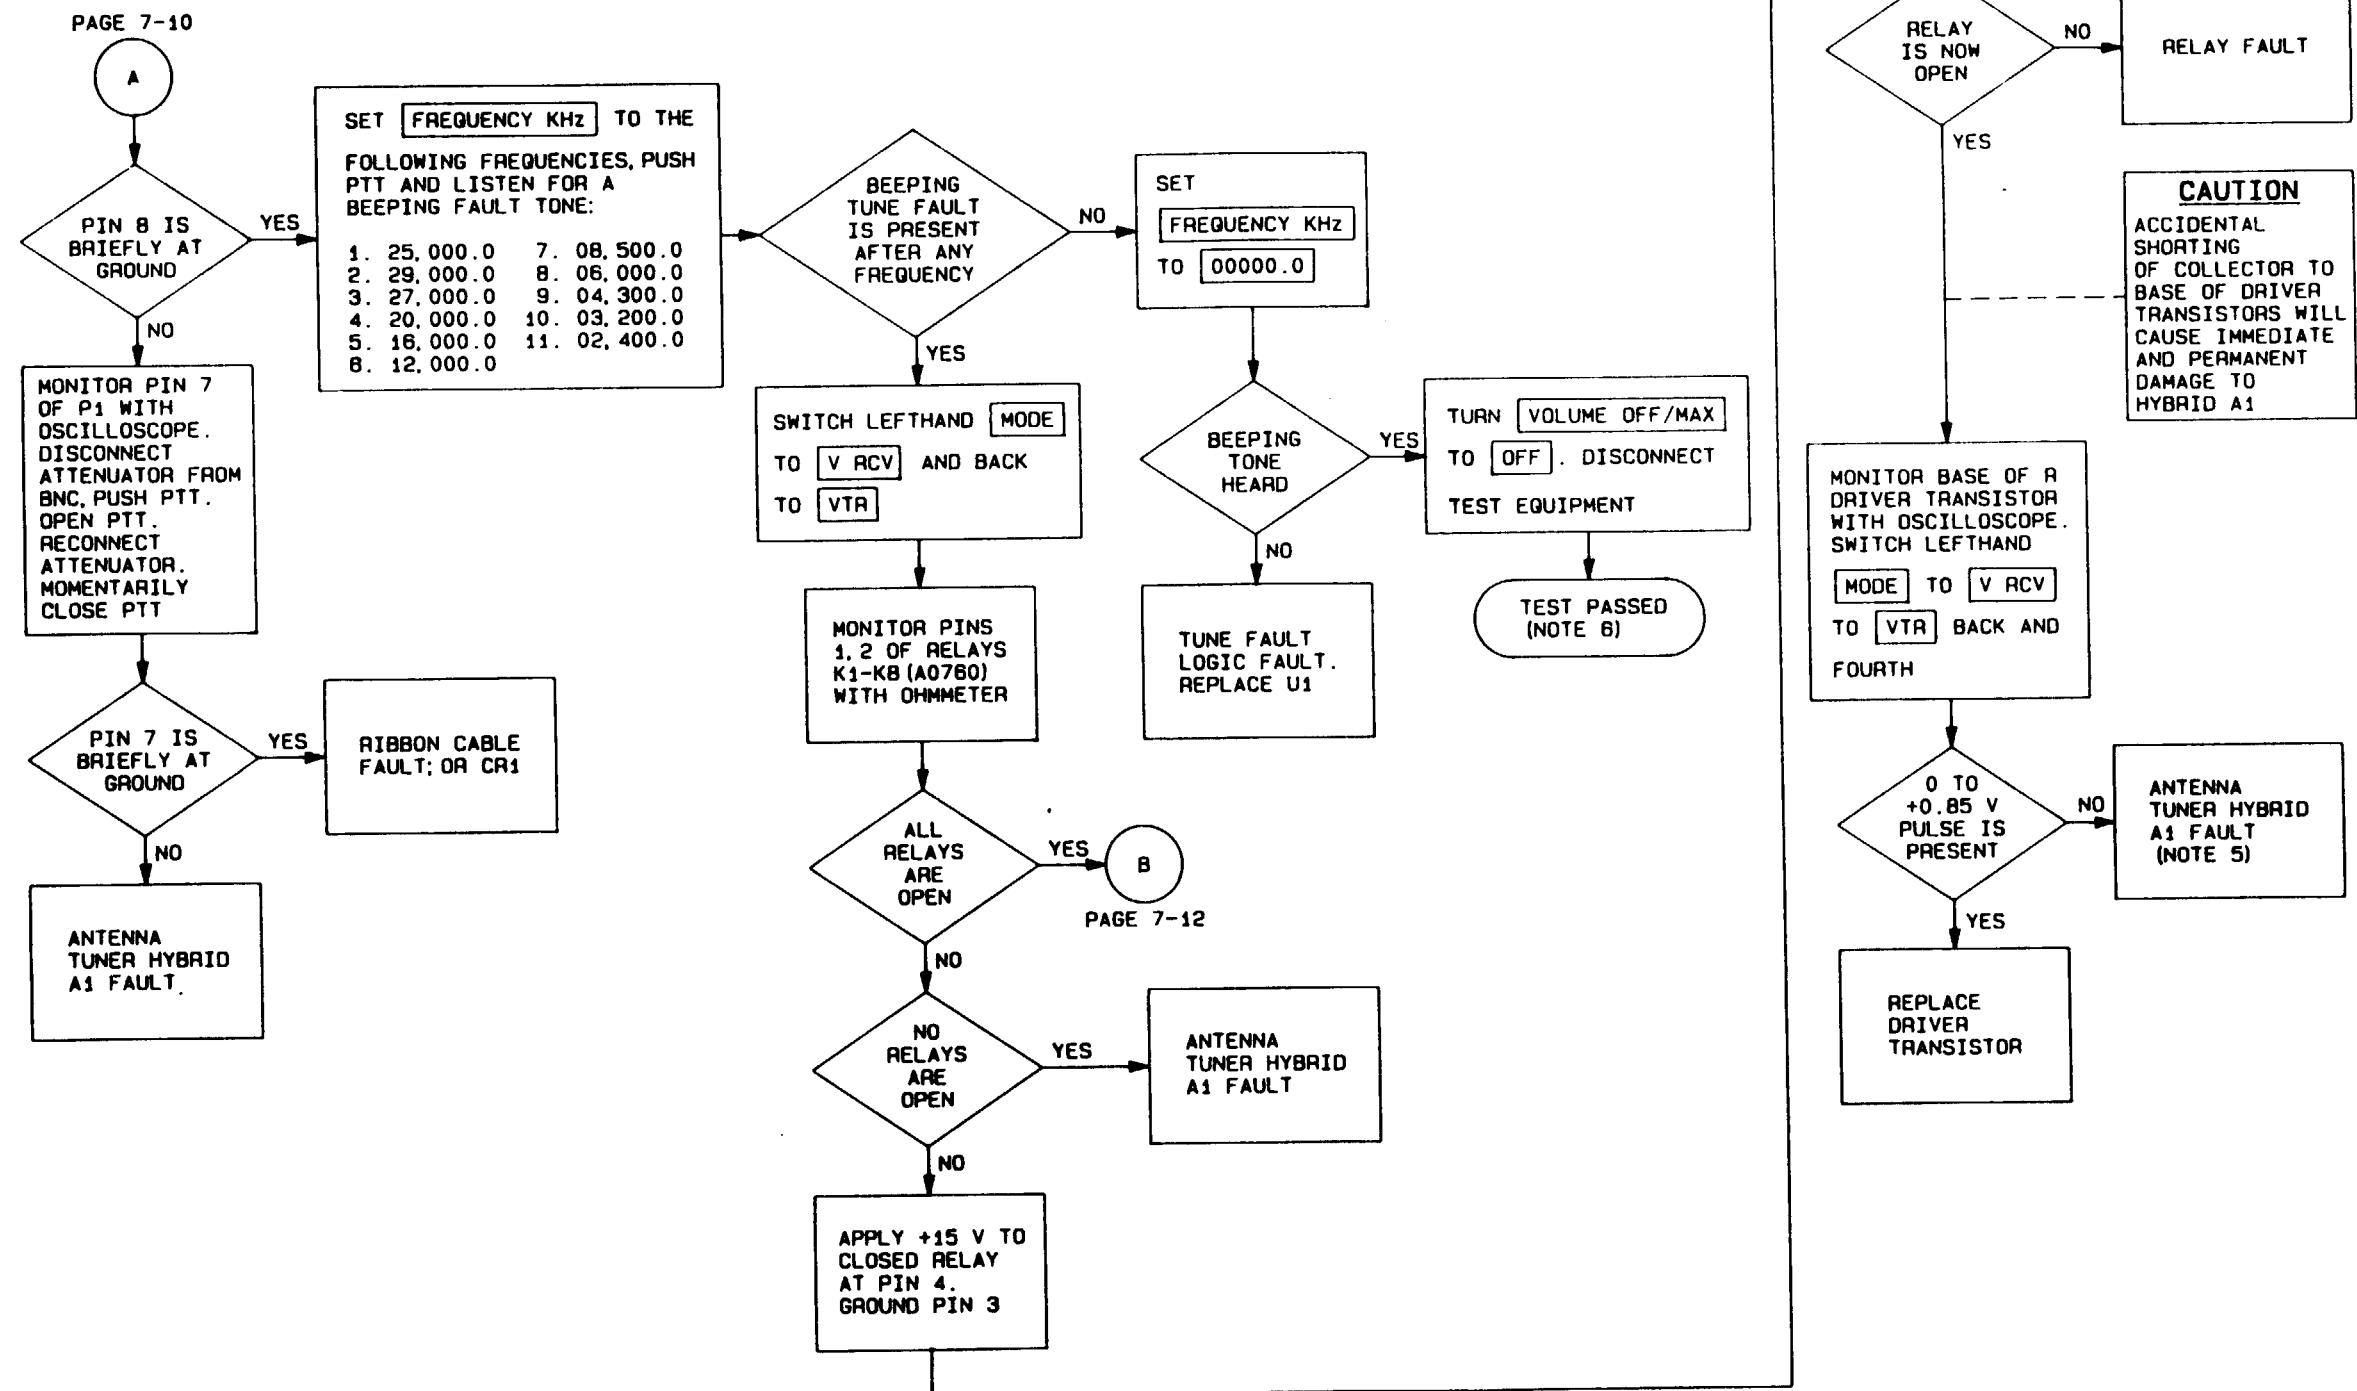 PAGE 7-10
A
PIN 8 IS
BRIEFLY AT
GROUND
YES
NO
SET FREQUENCY KHz TO THE
FOLLOWING FREQUENCIES, PUSH
PTT AND LISTEN FOR A
BEEPING FAULT TONE:
1. 25,000.0 7. 08,500.0
2. 29,000.0 8. 06,000.0
3. 27,000.0 9. 04,300.0
4. 20,000.0 10. 03,200.0
5. 16,000.0 11. 02,400.0
6. 12,000.0
MONITOR PIN 7
OF P1 WITH
OSCILLOSCOPE.
DISCONNECT
ATTENUATOR FROM
BNC, PUSH PTT.
OPEN PTT.
RECONNECT
ATTENUATOR.
MOMENTARILY
CLOSE PTT
PIN 7 IS
BRIEFLY AT
GROUND
YES
RIBBON CABLE
FAULT; OR CR1
NO
ANTENNA
TUNER HYBRID
A1 FAULT.
BEEPING
TUNE FAULT
IS PRESENT
AFTER ANY
FREQUENCY
NO
YES
SET
FREQUENCY KHz
TO 00000.0
SWITCH LEFTHAND MODE
TO V RCV AND BACK
TO VTR
BEEPING
TONE
HEARD
YES
NO
TURN VOLUME OFF/MAX
TO OFF. DISCONNECT
TEST EQUIPMENT
TEST PASSED
(NOTE 6)
TUNE FAULT
LOGIC FAULT.
REPLACE U1
MONITOR PINS
1, 2 OF RELAYS
K1-K8 (A0760)
WITH OHMMETER
ALL
RELAYS
ARE
OPEN
YES
B
PAGE 7-12
NO
NO
RELAYS
ARE
OPEN
YES
ANTENNA
TUNER HYBRID
A1 FAULT
NO
APPLY +15 V TO
CLOSED RELAY
AT PIN 4.
GROUND PIN 3
RELAY
IS NOW
OPEN
NO
RELAY FAULT
YES
CAUTION
ACCIDENTAL
SHORTING
OF COLLECTOR TO
BASE OF DRIVER
TRANSISTORS WILL
CAUSE IMMEDIATE
AND PERMANENT
DAMAGE TO
HYBRID A1
MONITOR BASE OF A
DRIVER TRANSISTOR
WITH OSCILLOSCOPE.
SWITCH LEFTHAND
MODE TO V RCV
TO VTR BACK AND
FOURTH
0 TO
+0.85 V
PULSE IS
PRESENT
NO
ANTENNA
TUNER HYBRID
A1 FAULT
(NOTE 5)
YES
REPLACE
DRIVER
TRANSISTOR